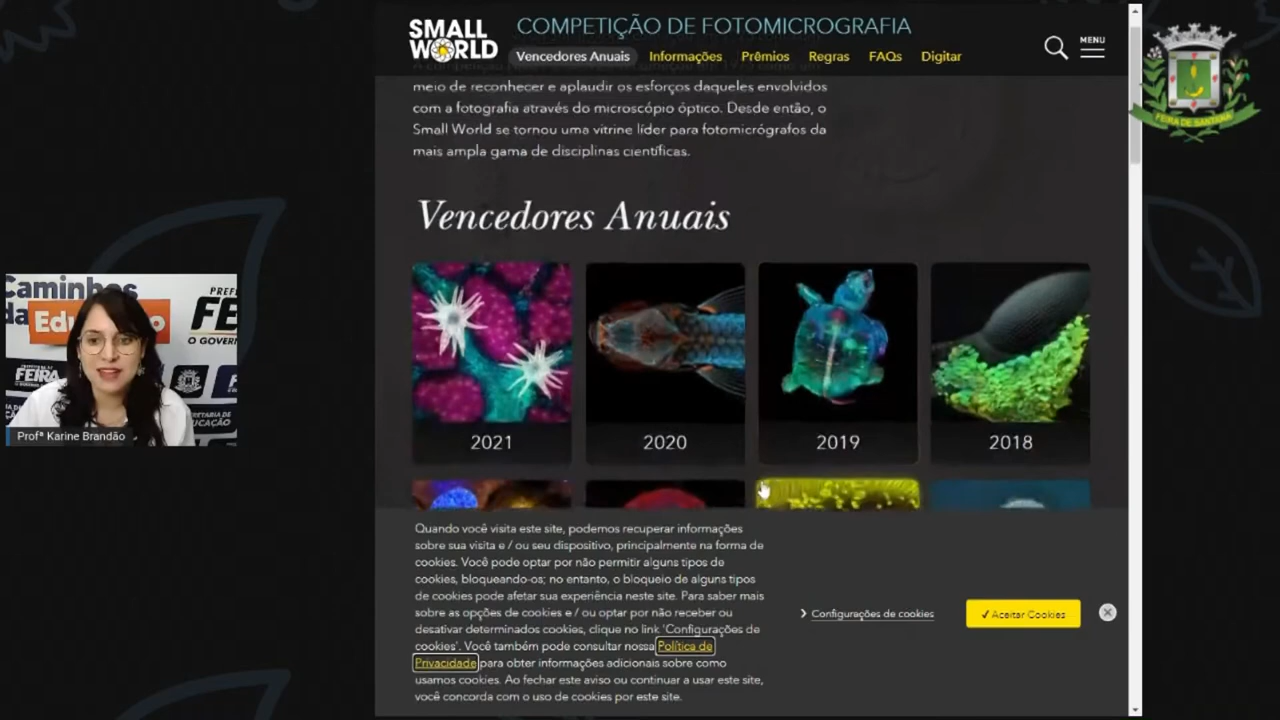 SMALL
WORLD
COMPETIÇÃO DE FOTOMICROGRAFIA
Vencedores Anuais
Informações
Prêmios
Regras
FAQs
Digitar
MENU
meio de reconhecer e aplaudir os esforços daqueles envolvidos
com a fotografia através do microscópio óptico. Desde então, o
Small World se tornou uma vitrine líder para fotomicrógrafos da
mais ampla gama de disciplinas científicas.
FEIRA DE SANTANA
Vencedores Anuais
2021
2020
2019
2018
Caminhos
da
Edu
o
PREF
FE
O GOVERN
FEIRA
Profª Karine Brandão
Quando você visita este site, podemos recuperar informações
sobre sua visita e / ou seu dispositivo, principalmente na forma de
cookies. Você pode optar por não permitir alguns tipos de
cookies, bloqueando-os; no entanto, o bloqueio de alguns tipos
de cookies pode afetar sua experiência neste site. Para saber mais
sobre as opções de cookies e / ou optar por não receber ou
desativar determinados cookies, clique no link 'Configurações de
cookies'. Você também pode consultar nossa Política de
Privacidade para obter informações adicionais sobre como
usamos cookies. Ao fechar este aviso ou continuar a usar este site,
você concorda com o uso de cookies por este site.
Configurações de cookies
✓ Aceitar Cookies